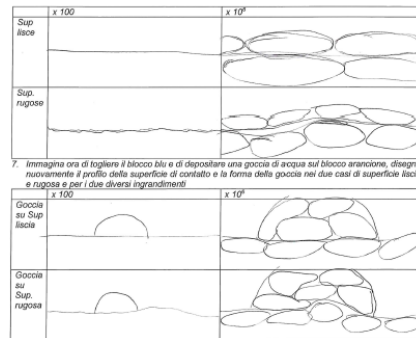 x 100 x 10⁶
Sup
lisce
Sup.
rugose
7. Immagina ora di togliere il blocco blu e di depositare una goccia di acqua sul blocco arancione, disegn
nuovamente il profilo della superficie di contatto e la forma della goccia nei due casi di superficie lisci
e rugosa e per i due diversi ingrandimenti
x 100 x 10⁶
Goccia
su Sup
liscia
Goccia
su
Sup.
rugosa